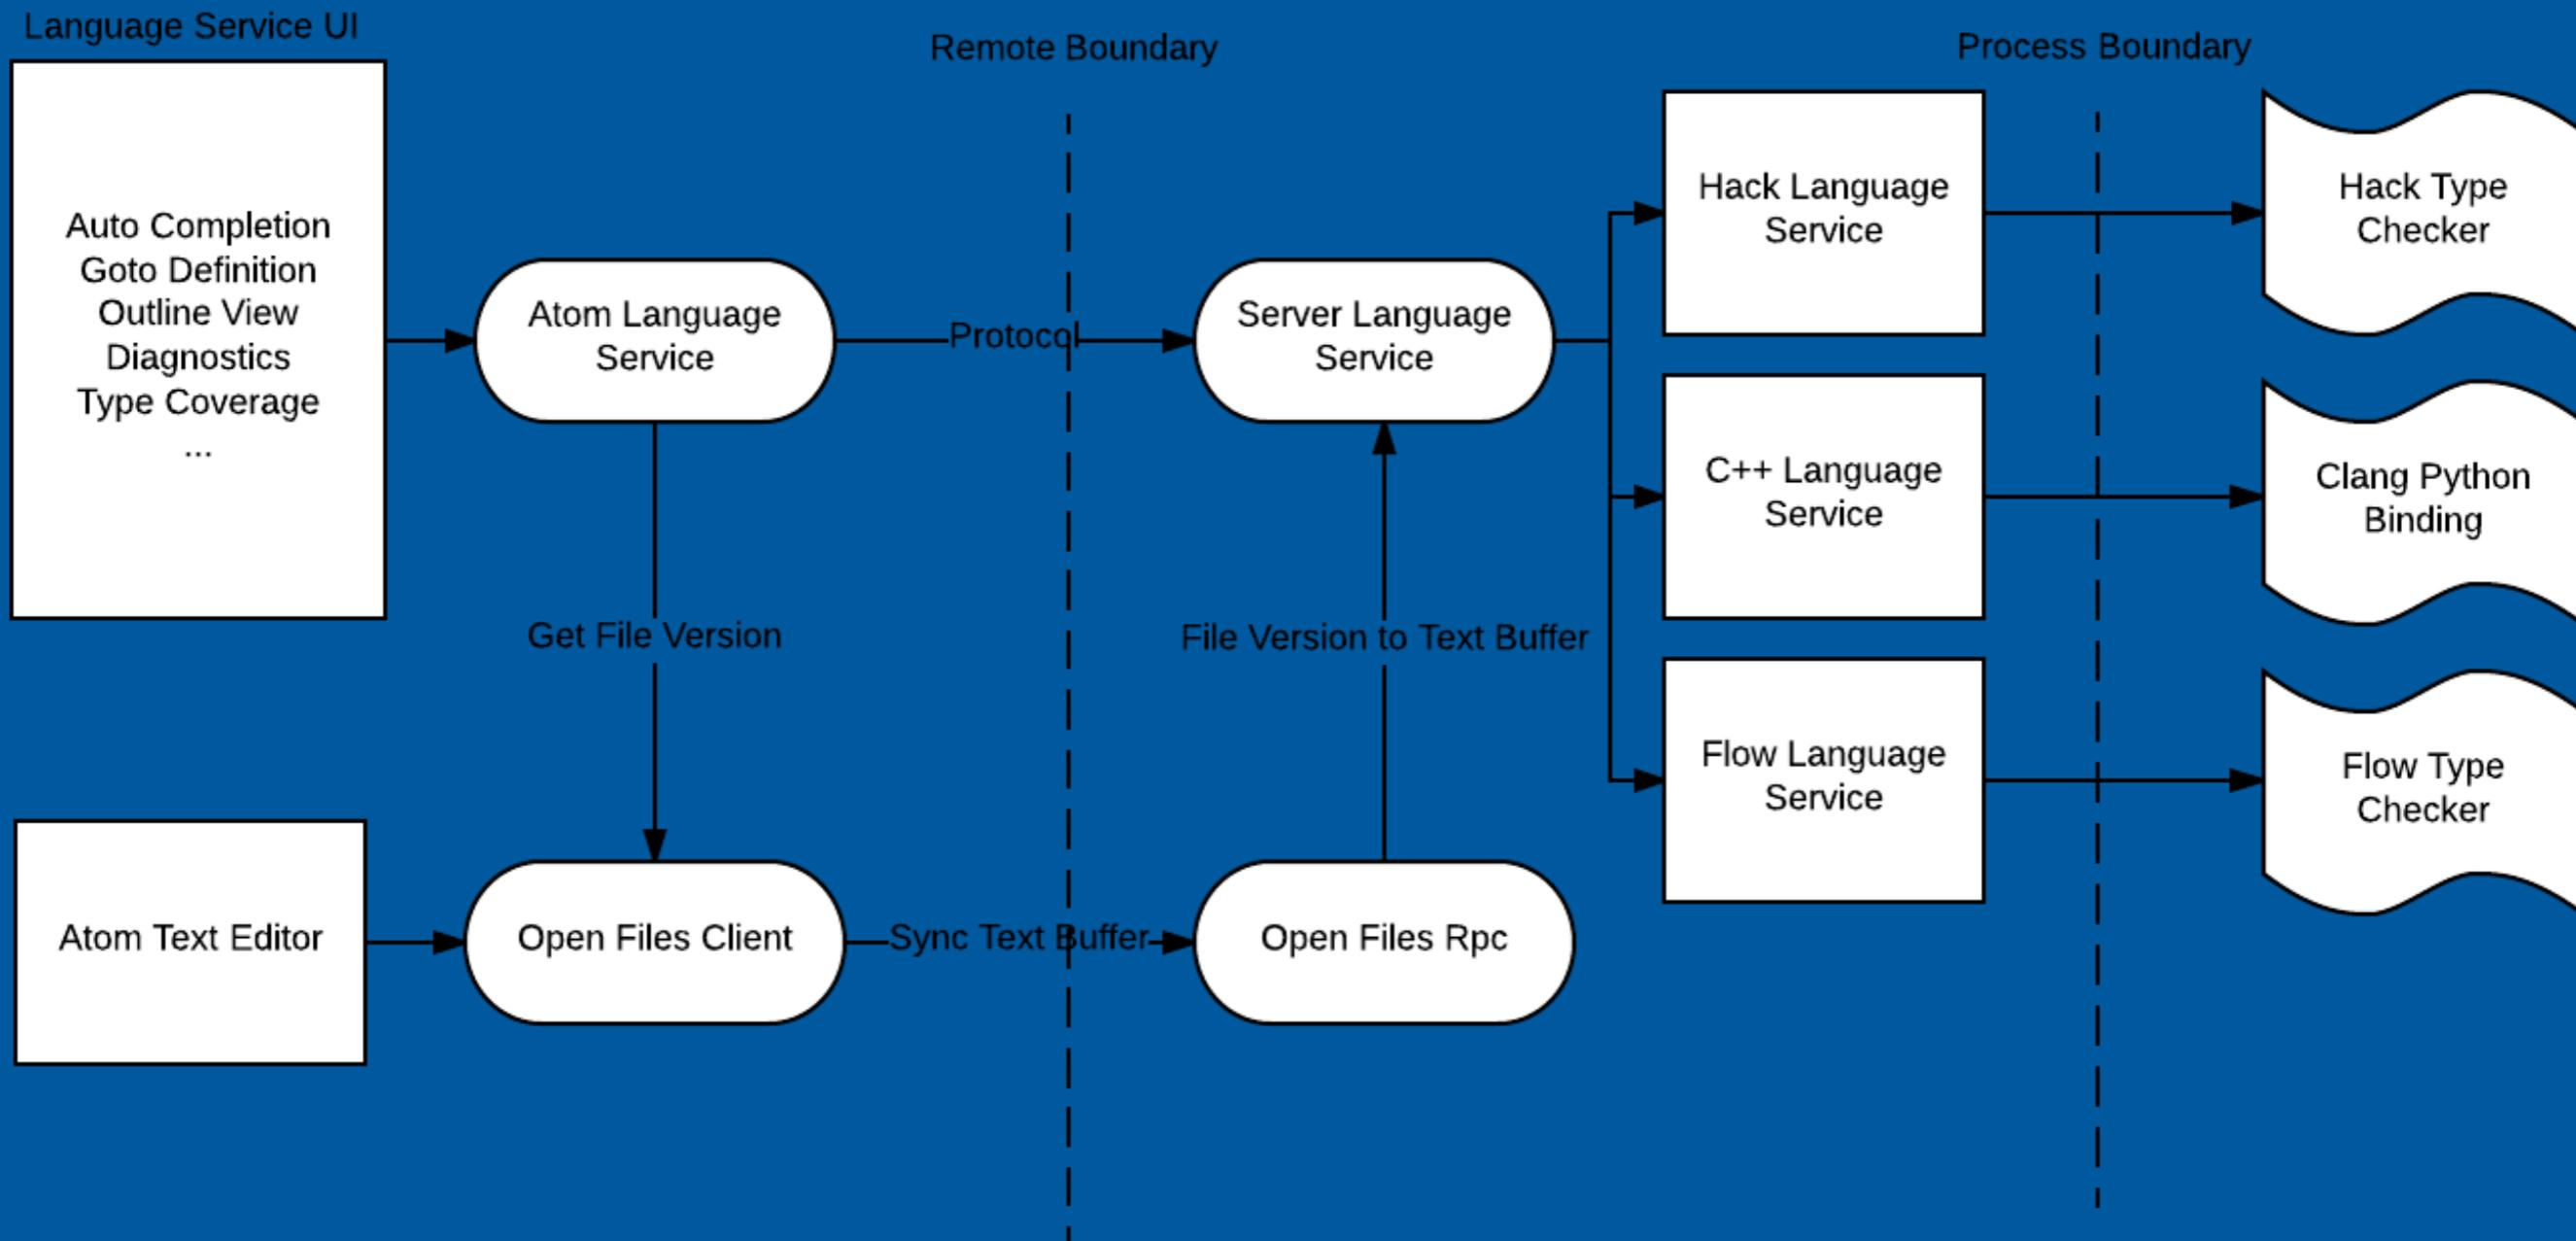 Language Service UI
Remote Boundary
Process Boundary
Auto Completion
Goto Definition
Outline View
Diagnostics
Type Coverage
...
Atom Language
Service
Protocol
Server Language
Service
Hack Language
Service
Hack Type
Checker
C++ Language
Service
Clang Python
Binding
Get File Version
File Version to Text Buffer
Flow Language
Service
Flow Type
Checker
Atom Text Editor
Open Files Client
Sync Text Buffer
Open Files Rpc